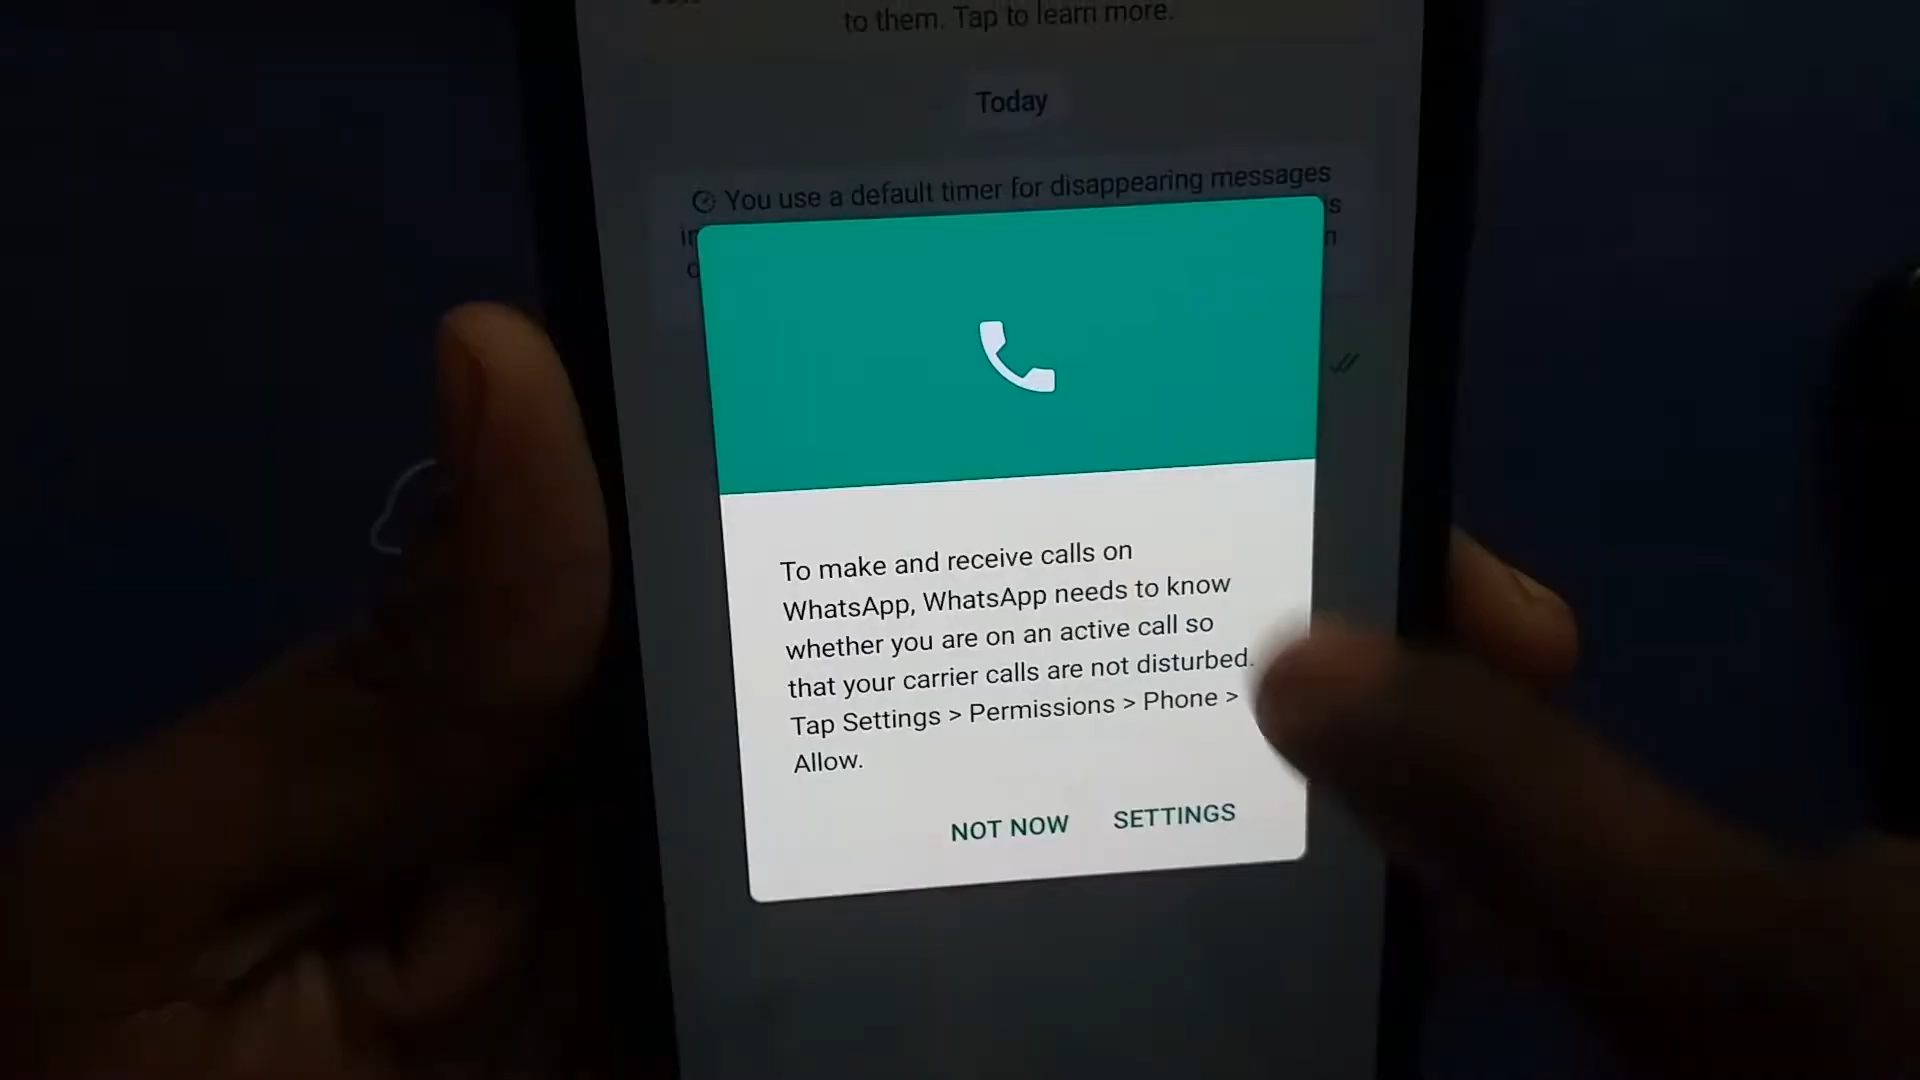 to them. Tap to learn more.
Today
You use a default timer for disappearing messages
To make and receive calls on
WhatsApp, WhatsApp needs to know
whether you are on an active call so
that your carrier calls are not disturbed.
Tap Settings > Permissions > Phone >
Allow.
NOT NOW SETTINGS